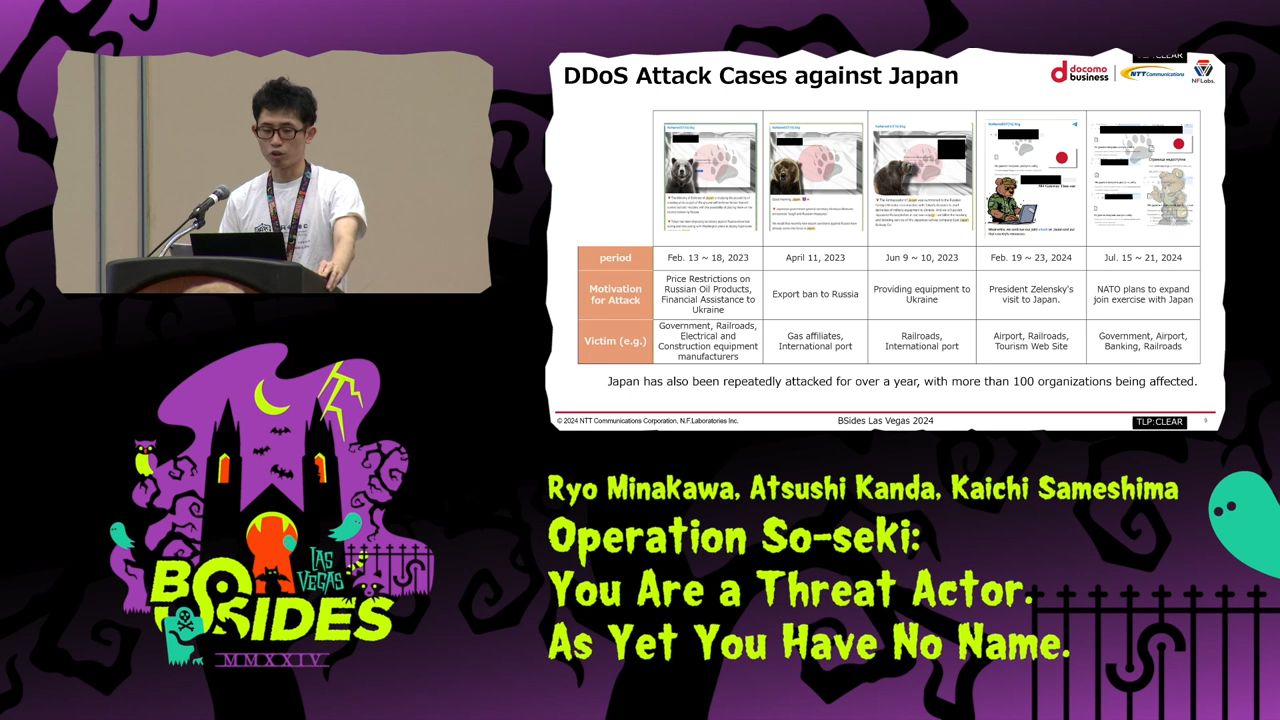 TLP:CLEAR
DDoS Attack Cases against Japan
docomo
business
NTT Communications
NFLabs.
period
Feb. 13 ~ 18, 2023
April 11, 2023
Jun 9 ~ 10, 2023
Feb. 19 ~ 23, 2024
Jul. 15 ~ 21, 2024
Motivation
for Attack
Price Restrictions on
Russian Oil Products,
Financial Assistance to
Ukraine
Export ban to Russia
Providing equipment to
Ukraine
President Zelensky's
visit to Japan.
NATO plans to expand
join exercise with Japan
Victim (e.g.)
Government, Railroads,
Electrical and
Construction equipment
manufacturers
Gas affiliates,
International port
Railroads,
International port
Airport, Railroads,
Tourism Web Site
Government, Airport,
Banking, Railroads
Japan has also been repeatedly attacked for over a year, with more than 100 organizations being affected.
© 2024 NTT Communications Corporation, N.F.Laboratories Inc.
BSides Las Vegas 2024
TLP:CLEAR
9
Ryo Minakawa, Atsushi Kanda, Kaichi Sameshima
Operation So-seki:
You Are a Threat Actor.
As Yet You Have No Name.
LAS
VEGAS
BSIDES
MMXXIV